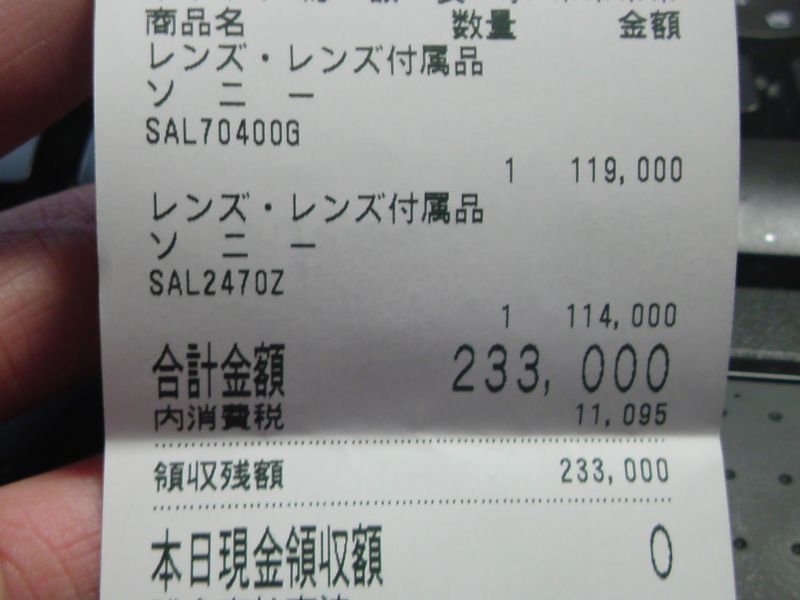 商品名 数量 金額
レンズ・レンズ付属品
ソニー
SAL70400G
1 119,000
レンズ・レンズ付属品
ソニー
SAL2470Z
1 114,000
合計金額 233,000
内消費税 11,095
領収残額 233,000
本日現金領収額 0